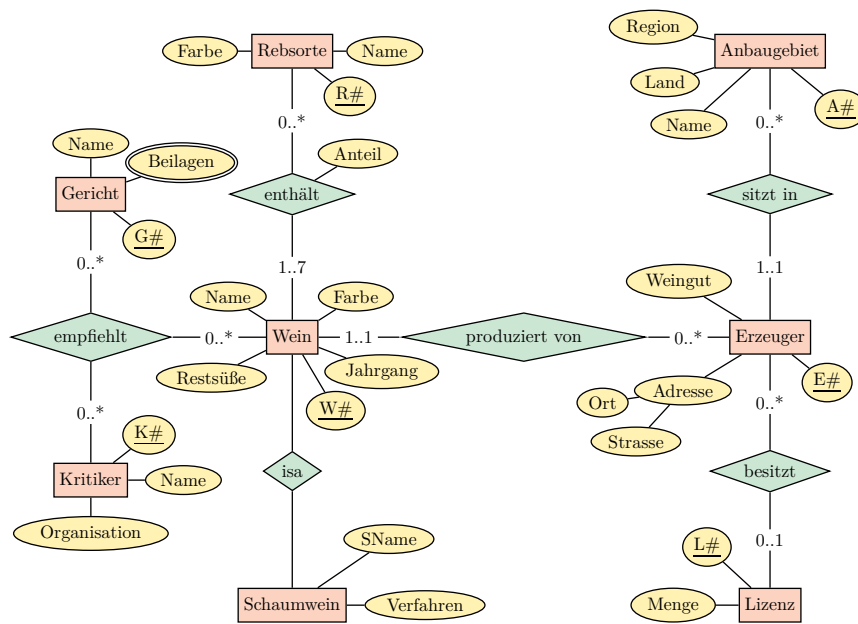 Farbe
Rebsorte
Name
R#
Region
Anbaugebiet
Land
Name
A#
0..*
0..*
Name
Beilagen
Gericht
G#
Anteil
enthält
sitzt in
0..*
1..7
1..1
Name
Farbe
Weingut
empfiehlt
0..*
Wein
1..1
produziert von
0..*
Erzeuger
Restsüße
Jahrgang
W#
Ort
Adresse
E#
Strasse
0..*
0..*
K#
Kritiker
Name
Organisation
isa
besitzt
SName
L#
0..1
Schaumwein
Verfahren
Menge
Lizenz